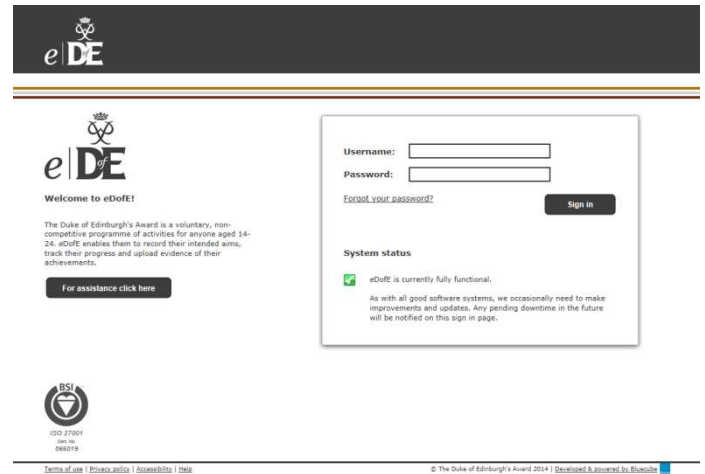 e DofE
e DofE
Welcome to eDofE!
The Duke of Edinburgh's Award is a voluntary, non-
competitive programme of activities for anyone aged 14-
24. eDofE enables them to record their intended aims,
track their progress and upload evidence of their
achievements.
For assistance click here
Username:
Password:
Forgot your password?
Sign in
System status
eDofE is currently fully functional.
As with all good software systems, we occasionally need to make
improvements and updates. Any pending downtime in the future
will be notified on this sign in page.
BSI
ISO 27001
Cert No.
566019
Terms of use | Privacy policy | Accessibility | Help
© The Duke of Edinburgh's Award 2014 | Developed & powered by Bluecube